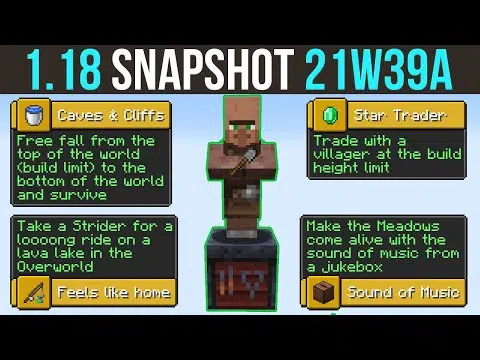 1.18 SNAPSHOT 21W39A
Caves & Cliffs
Free fall from the
top of the world
(build limit) to the
bottom of the world
and survive
Star Trader
Trade with a
villager at the build
height limit
Take a Strider for a
loooong ride on a
lava lake in the
Overworld
Feels like home
Make the Meadows
come alive with the
sound of music from
a jukebox
Sound of Music